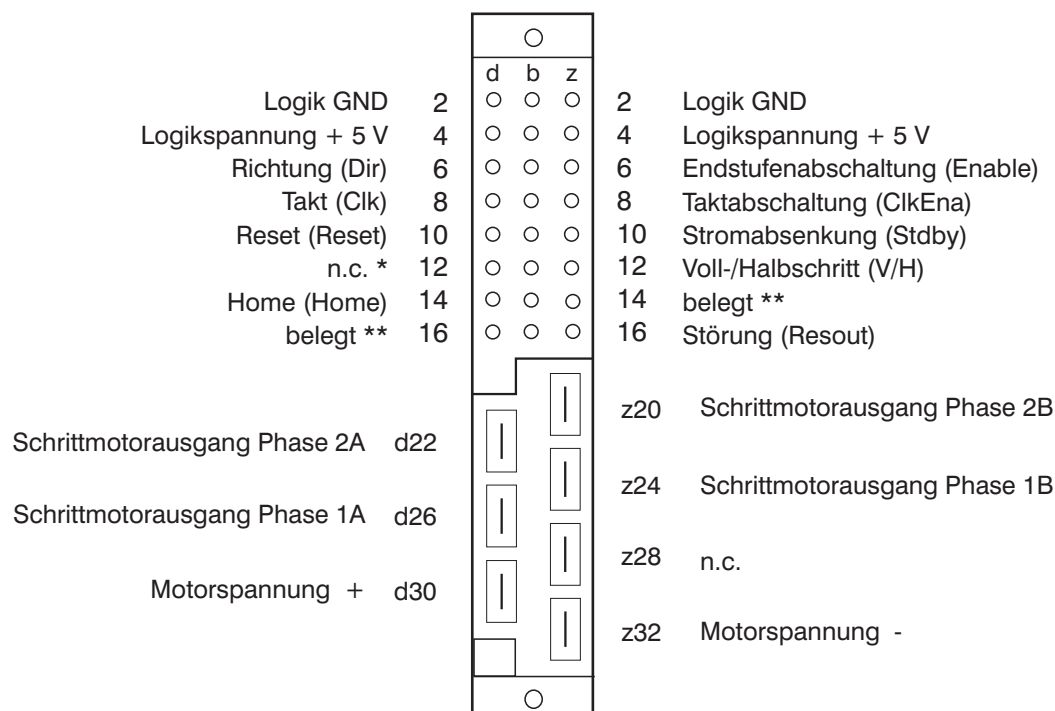 d b z
Logik GND 2 2 Logik GND
Logikspannung + 5 V 4 4 Logikspannung + 5 V
Richtung (Dir) 6 6 Endstufenabschaltung (Enable)
Takt (Clk) 8 8 Taktabschaltung (ClkEna)
Reset (Reset) 10 10 Stromabsenkung (Stdby)
n.c. * 12 12 Voll-/Halbschritt (V/H)
Home (Home) 14 14 belegt **
belegt ** 16 16 Störung (Resout)
z20 Schrittmotorausgang Phase 2B
Schrittmotorausgang Phase 2A d22
z24 Schrittmotorausgang Phase 1B
Schrittmotorausgang Phase 1A d26
z28 n.c.
Motorspannung + d30
z32 Motorspannung -